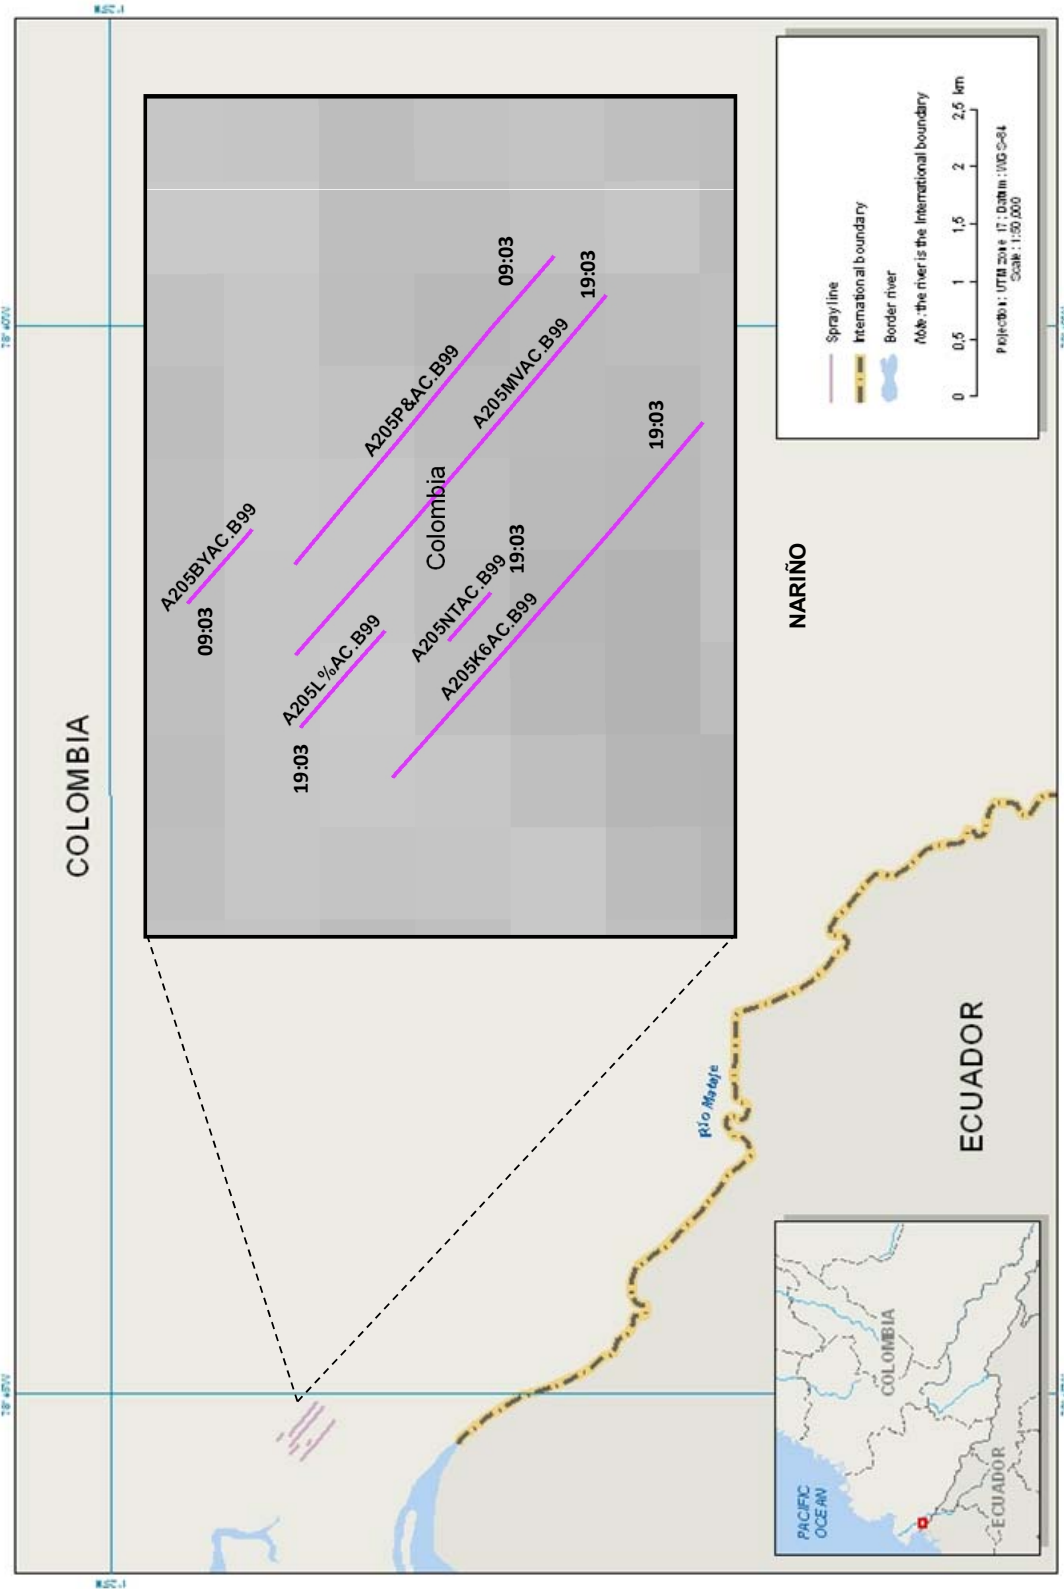 COLOMBIA
A205BYAC.B99
09:03
A205P&AC.B99
09:03
A205MVAC.B99
19:03
Colombia
A205L%AC.B99
19:03
A205NTAC.B99
19:03
A205K6AC.B99
19:03
NARIÑO
Río Mataje
ECUADOR
PACIFIC
OCEAN
COLOMBIA
ECUADOR
Spray line
International boundary
Border river
Note: the river is the International boundary
0 0,5 1 1,5 2 2,5 km
Projection: UTM zone 17; Datum: WGS-84
Scale: 1:50,000